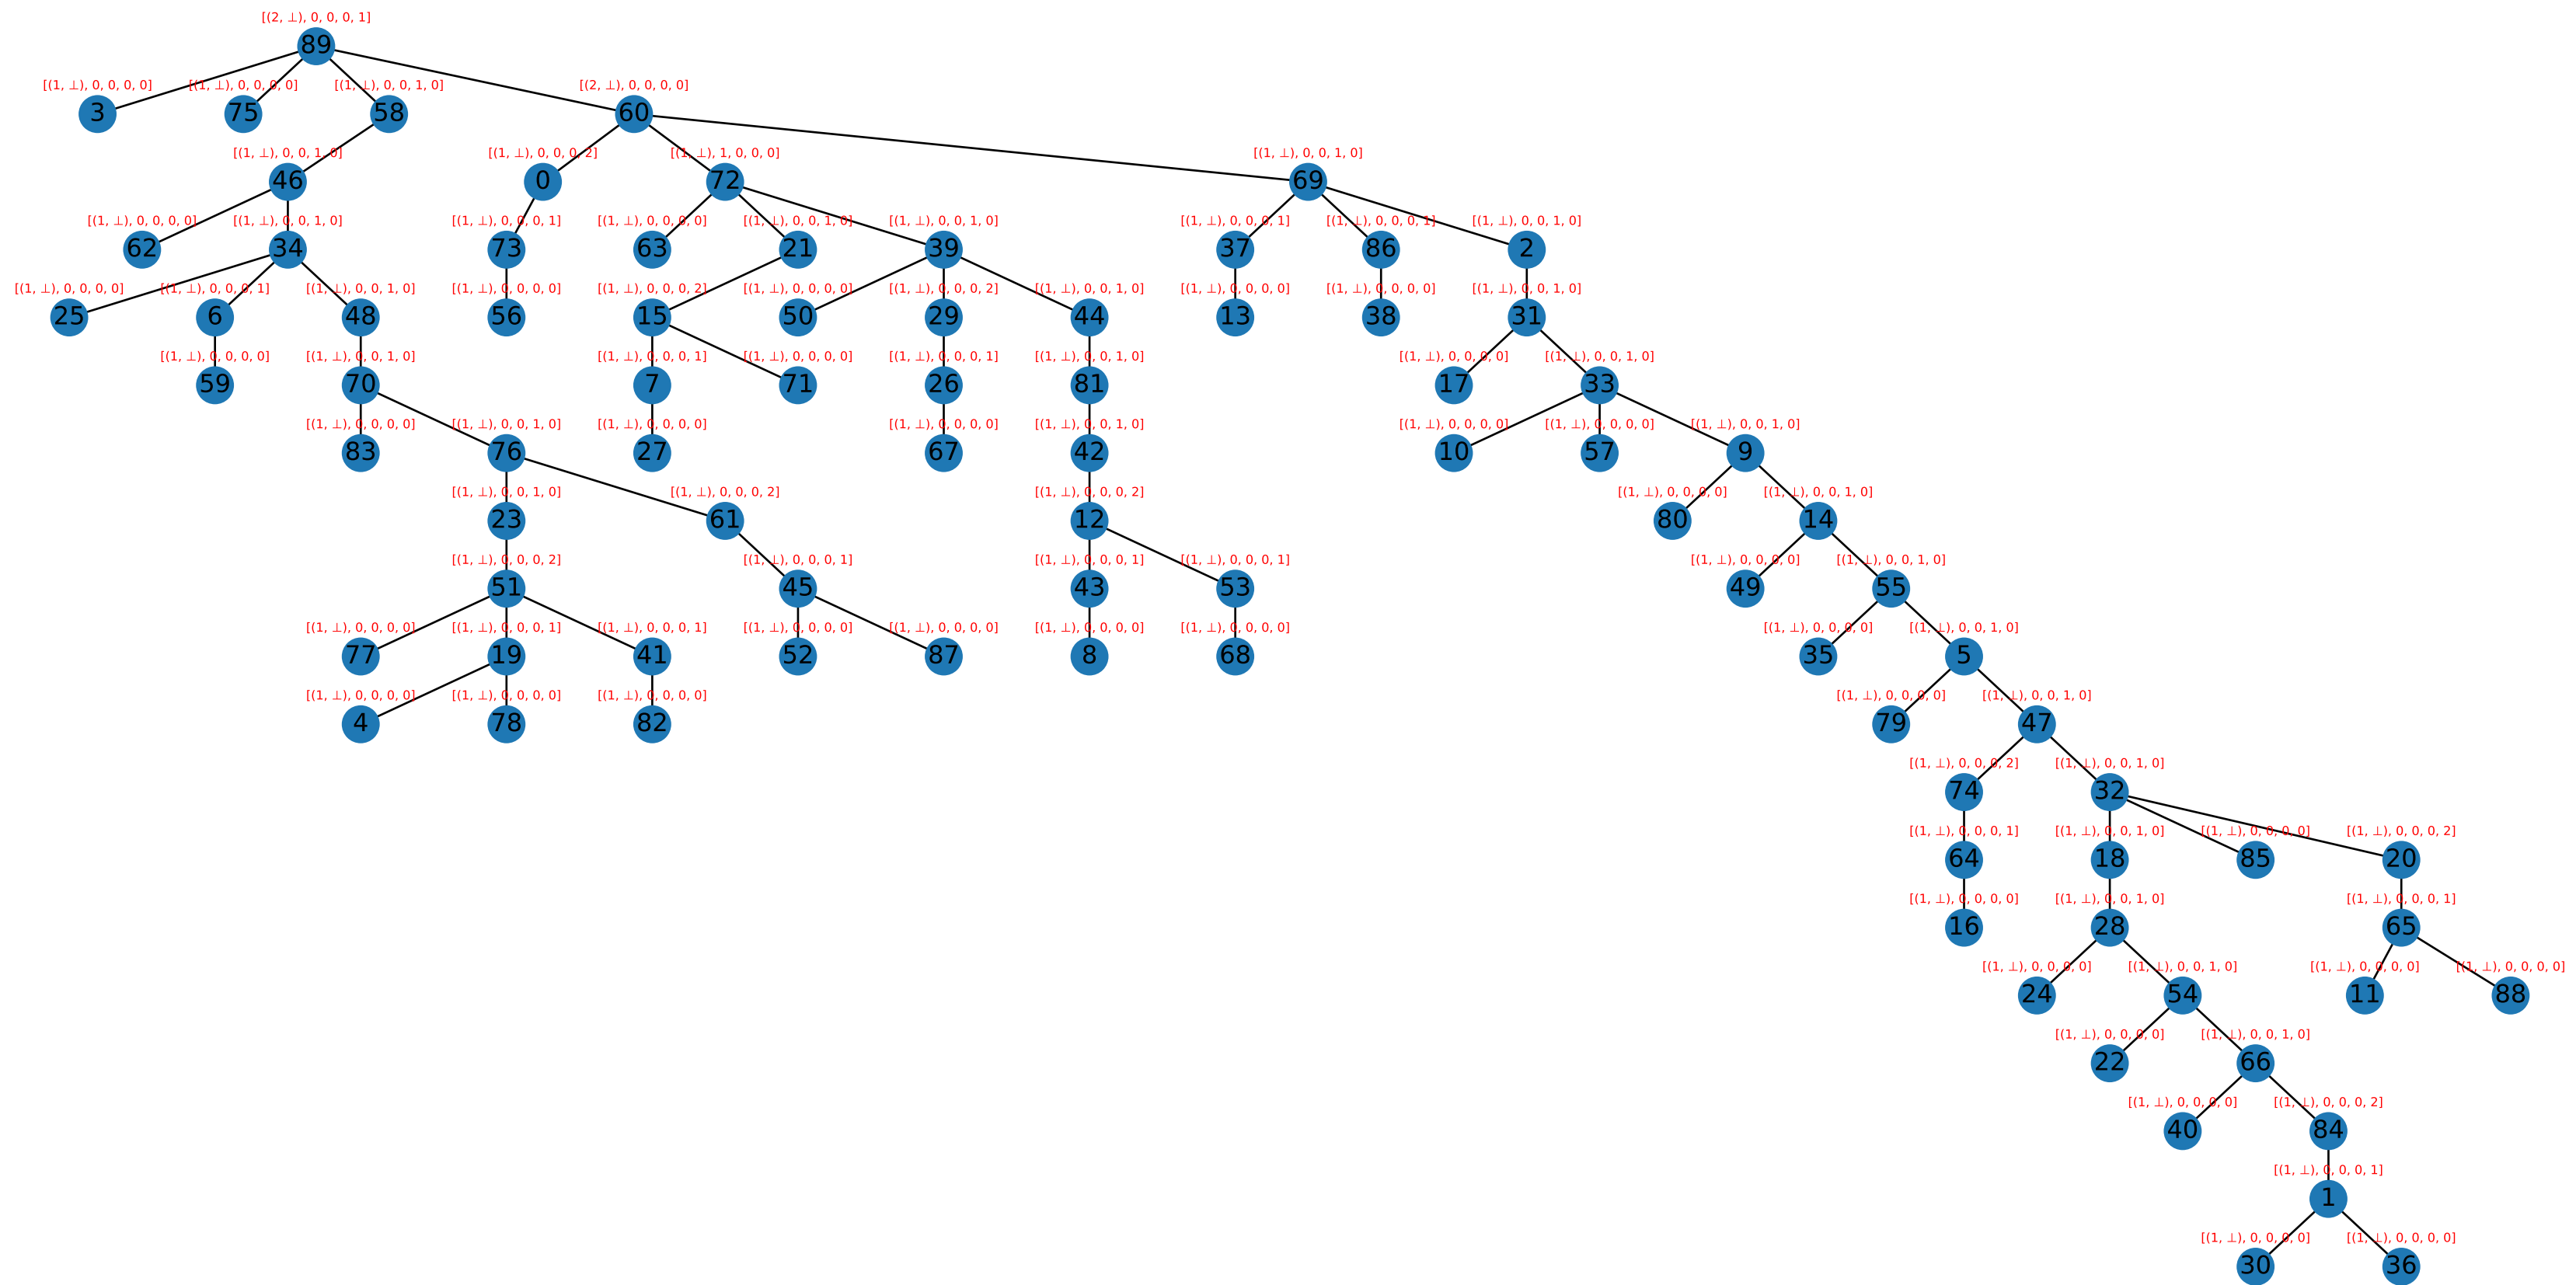 [(2, ⊥), 0, 0, 0, 1]
89
[(1, ⊥), 0, 0, 0, 0] [(1, ⊥), 0, 0, 0, 0] [(1, ⊥), 0, 0, 1, 0] [(2, ⊥), 0, 0, 0, 0]
3 75 58 60
[(1, ⊥), 0, 0, 1, 0] [(1, ⊥), 0, 0, 0, 2] [(1, ⊥), 1, 0, 0, 0] [(1, ⊥), 0, 0, 1, 0]
46 0 72 69
[(1, ⊥), 0, 0, 0, 0] [(1, ⊥), 0, 0, 1, 0] [(1, ⊥), 0, 0, 0, 1] [(1, ⊥), 0, 0, 0, 0] [(1, ⊥), 0, 0, 1, 0] [(1, ⊥), 0, 0, 1, 0] [(1, ⊥), 0, 0, 0, 1] [(1, ⊥), 0, 0, 0, 1] [(1, ⊥), 0, 0, 1, 0]
62 34 73 63 21 39 37 86 2
[(1, ⊥), 0, 0, 0, 0] [(1, ⊥), 0, 0, 0, 1] [(1, ⊥), 0, 0, 1, 0] [(1, ⊥), 0, 0, 0, 0] [(1, ⊥), 0, 0, 0, 2] [(1, ⊥), 0, 0, 0, 0] [(1, ⊥), 0, 0, 0, 2] [(1, ⊥), 0, 0, 1, 0] [(1, ⊥), 0, 0, 0, 0] [(1, ⊥), 0, 0, 0, 0] [(1, ⊥), 0, 0, 1, 0]
25 6 48 56 15 50 29 44 13 38 31
[(1, ⊥), 0, 0, 0, 0] [(1, ⊥), 0, 0, 1, 0] [(1, ⊥), 0, 0, 0, 1] [(1, ⊥), 0, 0, 0, 0] [(1, ⊥), 0, 0, 0, 1] [(1, ⊥), 0, 0, 1, 0] [(1, ⊥), 0, 0, 0, 0] [(1, ⊥), 0, 0, 1, 0]
59 70 7 71 26 81 17 33
[(1, ⊥), 0, 0, 0, 0] [(1, ⊥), 0, 0, 1, 0] [(1, ⊥), 0, 0, 0, 0] [(1, ⊥), 0, 0, 0, 0] [(1, ⊥), 0, 0, 1, 0] [(1, ⊥), 0, 0, 0, 0] [(1, ⊥), 0, 0, 0, 0] [(1, ⊥), 0, 0, 1, 0]
83 76 27 67 42 10 57 9
[(1, ⊥), 0, 0, 1, 0] [(1, ⊥), 0, 0, 0, 2] [(1, ⊥), 0, 0, 0, 2] [(1, ⊥), 0, 0, 0, 0] [(1, ⊥), 0, 0, 1, 0]
23 61 12 80 14
[(1, ⊥), 0, 0, 0, 2] [(1, ⊥), 0, 0, 0, 1] [(1, ⊥), 0, 0, 0, 1] [(1, ⊥), 0, 0, 0, 1] [(1, ⊥), 0, 0, 0, 0] [(1, ⊥), 0, 0, 1, 0]
51 45 43 53 49 55
[(1, ⊥), 0, 0, 0, 0] [(1, ⊥), 0, 0, 0, 1] [(1, ⊥), 0, 0, 0, 1] [(1, ⊥), 0, 0, 0, 0] [(1, ⊥), 0, 0, 0, 0] [(1, ⊥), 0, 0, 0, 0] [(1, ⊥), 0, 0, 0, 0] [(1, ⊥), 0, 0, 0, 0] [(1, ⊥), 0, 0, 1, 0]
77 19 41 52 87 8 68 35 5
[(1, ⊥), 0, 0, 0, 0] [(1, ⊥), 0, 0, 0, 0] [(1, ⊥), 0, 0, 0, 0] [(1, ⊥), 0, 0, 0, 0] [(1, ⊥), 0, 0, 1, 0]
4 78 82 79 47
[(1, ⊥), 0, 0, 0, 2] [(1, ⊥), 0, 0, 1, 0]
74 32
[(1, ⊥), 0, 0, 0, 1] [(1, ⊥), 0, 0, 1, 0] [(1, ⊥), 0, 0, 0, 0] [(1, ⊥), 0, 0, 0, 2]
64 18 85 20
[(1, ⊥), 0, 0, 0, 0] [(1, ⊥), 0, 0, 1, 0] [(1, ⊥), 0, 0, 0, 1]
16 28 65
[(1, ⊥), 0, 0, 0, 0] [(1, ⊥), 0, 0, 1, 0] [(1, ⊥), 0, 0, 0, 0] [(1, ⊥), 0, 0, 0, 0]
24 54 11 88
[(1, ⊥), 0, 0, 0, 0] [(1, ⊥), 0, 0, 1, 0]
22 66
[(1, ⊥), 0, 0, 0, 0] [(1, ⊥), 0, 0, 0, 2]
40 84
[(1, ⊥), 0, 0, 0, 1]
1
[(1, ⊥), 0, 0, 0, 0] [(1, ⊥), 0, 0, 0, 0]
30 36